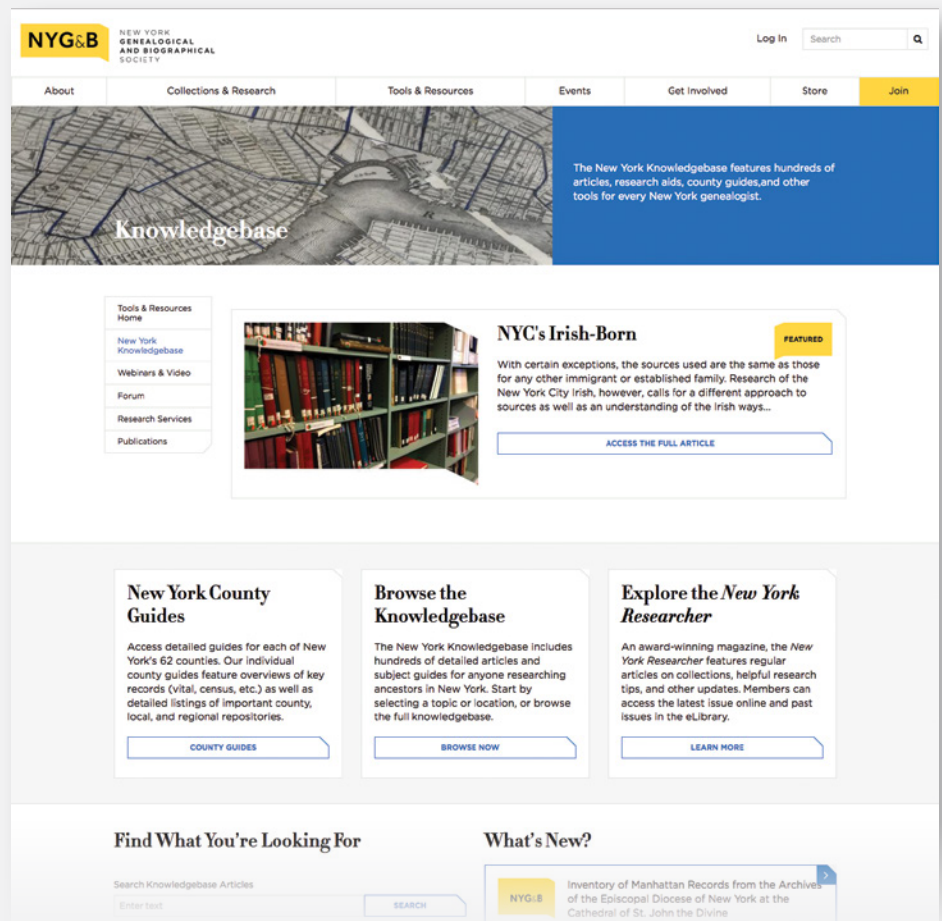 NYG&B
NEW YORK
GENEALOGICAL
AND BIOGRAPHICAL
SOCIETY
Log In
Search
About
Collections & Research
Tools & Resources
Events
Get Involved
Store
Join
Knowledgebase
The New York Knowledgebase features hundreds of
articles, research aids, county guides,and other
tools for every New York genealogist.
Tools & Resources
Home
New York
Knowledgebase
Webinars & Video
Forum
Research Services
Publications
NYC's Irish-Born
FEATURED
With certain exceptions, the sources used are the same as those
for any other immigrant or established family. Research of the
New York City Irish, however, calls for a different approach to
sources as well as an understanding of the Irish ways...
ACCESS THE FULL ARTICLE
New York County
Guides
Access detailed guides for each of New
York's 62 counties. Our individual
county guides feature overviews of key
records (vital, census, etc.) as well as
detailed listings of important county,
local, and regional repositories.
COUNTY GUIDES
Browse the
Knowledgebase
The New York Knowledgebase includes
hundreds of detailed articles and
subject guides for anyone researching
ancestors in New York. Start by
selecting a topic or location, or browse
the full knowledgebase.
BROWSE NOW
Explore the New York
Researcher
An award-winning magazine, the New
York Researcher features regular
articles on collections, helpful research
tips, and other updates. Members can
access the latest issue online and past
issues in the eLibrary.
LEARN MORE
Find What You're Looking For
Search Knowledgebase Articles
Enter text
SEARCH
What's New?
NYG&B
Inventory of Manhattan Records from the Archives
of the Episcopal Diocese of New York at the
Cathedral of St. John the Divine